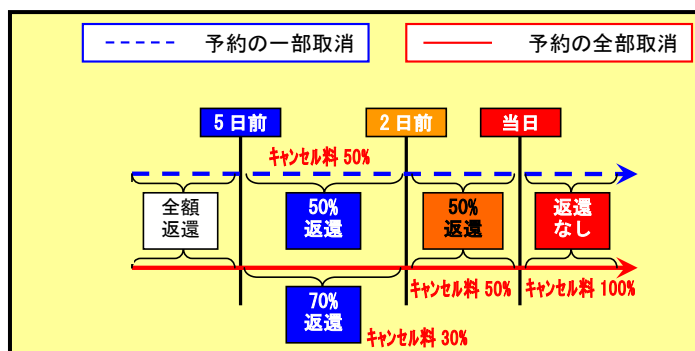 予約の一部取消
予約の全部取消
5日前
2日前
当日
キャンセル料 50%
全額
返還
50%
返還
50%
返還
返還
なし
キャンセル料 50%
キャンセル料 100%
70%
返還
キャンセル料 30%